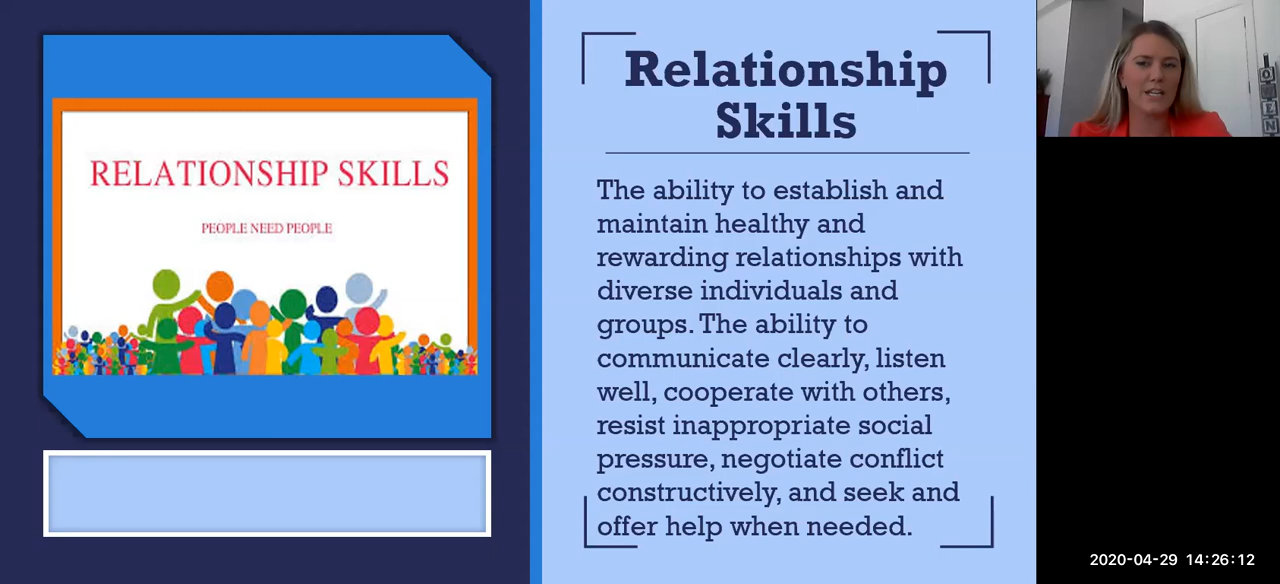 RELATIONSHIP SKILLS
PEOPLE NEED PEOPLE
Relationship
Skills
The ability to establish and
maintain healthy and
rewarding relationships with
diverse individuals and
groups. The ability to
communicate clearly, listen
well, cooperate with others,
resist inappropriate social
pressure, negotiate conflict
constructively, and seek and
offer help when needed.
O
W
E
N
2020-04-29 14:26:12